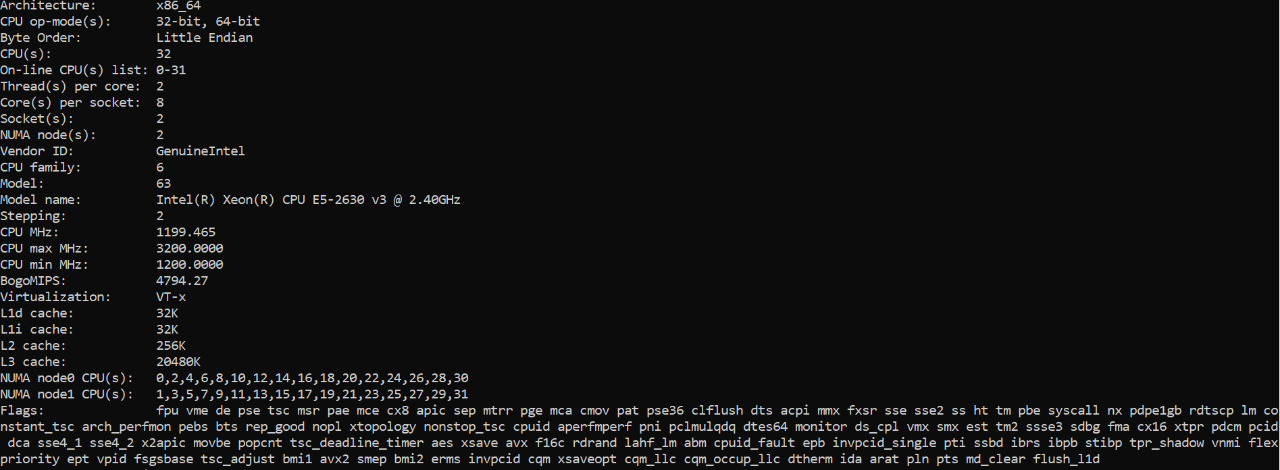 Architecture:        x86_64
CPU op-mode(s):      32-bit, 64-bit
Byte Order:          Little Endian
CPU(s):              32
On-line CPU(s) list: 0-31
Thread(s) per core:  2
Core(s) per socket:  8
Socket(s):           2
NUMA node(s):        2
Vendor ID:           GenuineIntel
CPU family:          6
Model:               63
Model name:          Intel(R) Xeon(R) CPU E5-2630 v3 @ 2.40GHz
Stepping:            2
CPU MHz:             1199.465
CPU max MHz:         3200.0000
CPU min MHz:         1200.0000
BogoMIPS:            4794.27
Virtualization:      VT-x
L1d cache:           32K
L1i cache:           32K
L2 cache:            256K
L3 cache:            20480K
NUMA node0 CPU(s):   0,2,4,6,8,10,12,14,16,18,20,22,24,26,28,30
NUMA node1 CPU(s):   1,3,5,7,9,11,13,15,17,19,21,23,25,27,29,31
Flags:               fpu vme de pse tsc msr pae mce cx8 apic sep mtrr pge mca cmov pat pse36 clflush dts acpi mmx fxsr sse sse2 ss ht tm pbe syscall nx pdpe1gb rdtscp lm co
nstant_tsc arch_perfmon pebs bts rep_good nopl xtopology nonstop_tsc cpuid aperfmperf pni pclmulqdq dtes64 monitor ds_cpl vmx smx est tm2 ssse3 sdbg fma cx16 xtpr pdcm pcid
 dca sse4_1 sse4_2 x2apic movbe popcnt tsc_deadline_timer aes xsave avx f16c rdrand lahf_lm abm cpuid_fault epb invpcid_single pti ssbd ibrs ibpb stibp tpr_shadow vnmi flex
priority ept vpid fsgsbase tsc_adjust bmi1 avx2 smep bmi2 erms invpcid cqm xsaveopt cqm_llc cqm_occup_llc dtherm ida arat pln pts md_clear flush_l1d